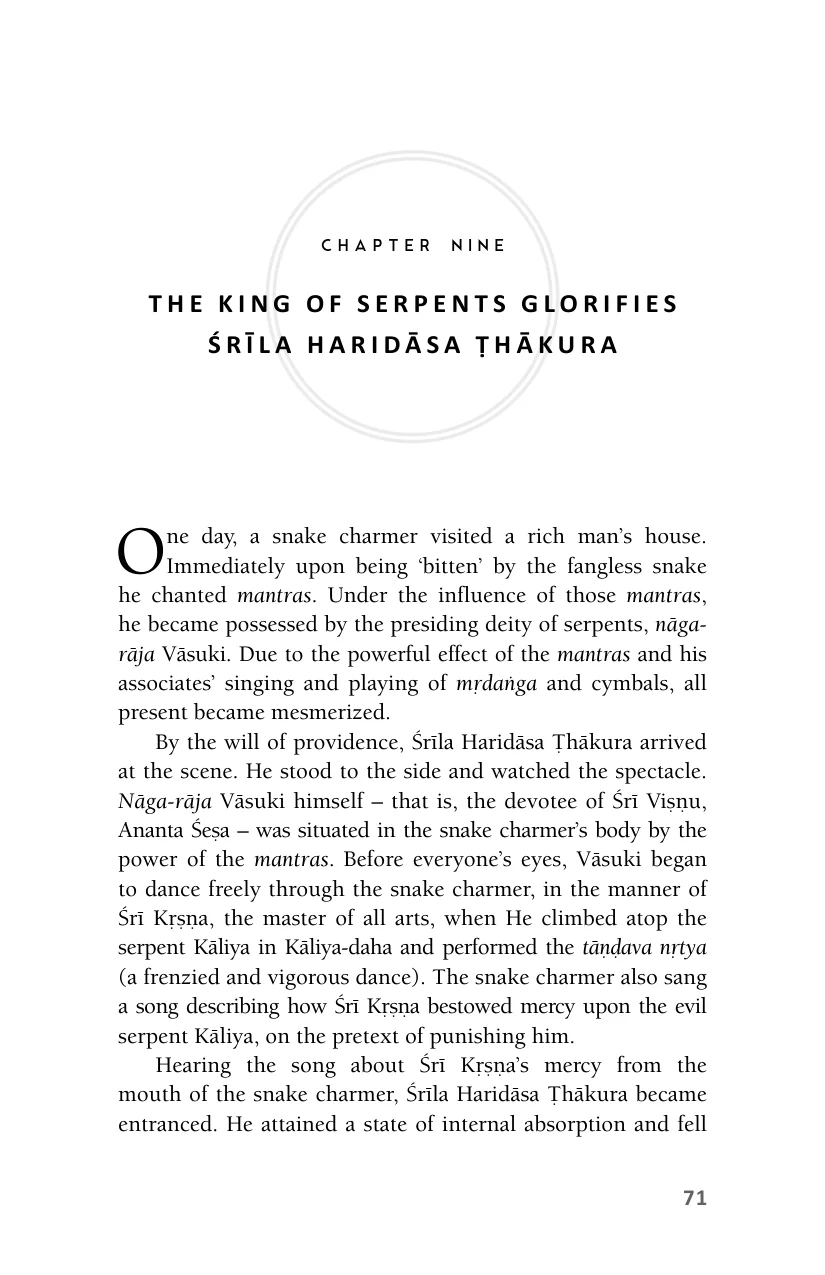 CHAPTER NINE
THE KING OF SERPENTS GLORIFIES
ŚRĪLA HARIDĀSA ṬHĀKURA
One day, a snake charmer visited a rich man’s house.
Immediately upon being ‘bitten’ by the fangless snake
he chanted mantras. Under the influence of those mantras,
he became possessed by the presiding deity of serpents, nāga-
rāja Vāsuki. Due to the powerful effect of the mantras and his
associates’ singing and playing of mṛdaṅga and cymbals, all
present became mesmerized.
By the will of providence, Śrīla Haridāsa Ṭhākura arrived
at the scene. He stood to the side and watched the spectacle.
Nāga-rāja Vāsuki himself – that is, the devotee of Śrī Viṣṇu,
Ananta Śeṣa – was situated in the snake charmer’s body by the
power of the mantras. Before everyone’s eyes, Vāsuki began
to dance freely through the snake charmer, in the manner of
Śrī Kṛṣṇa, the master of all arts, when He climbed atop the
serpent Kāliya in Kāliya-daha and performed the tāṇḍava nṛtya
(a frenzied and vigorous dance). The snake charmer also sang
a song describing how Śrī Kṛṣṇa bestowed mercy upon the evil
serpent Kāliya, on the pretext of punishing him.
Hearing the song about Śrī Kṛṣṇa’s mercy from the
mouth of the snake charmer, Śrīla Haridāsa Ṭhākura became
entranced. He attained a state of internal absorption and fell
71